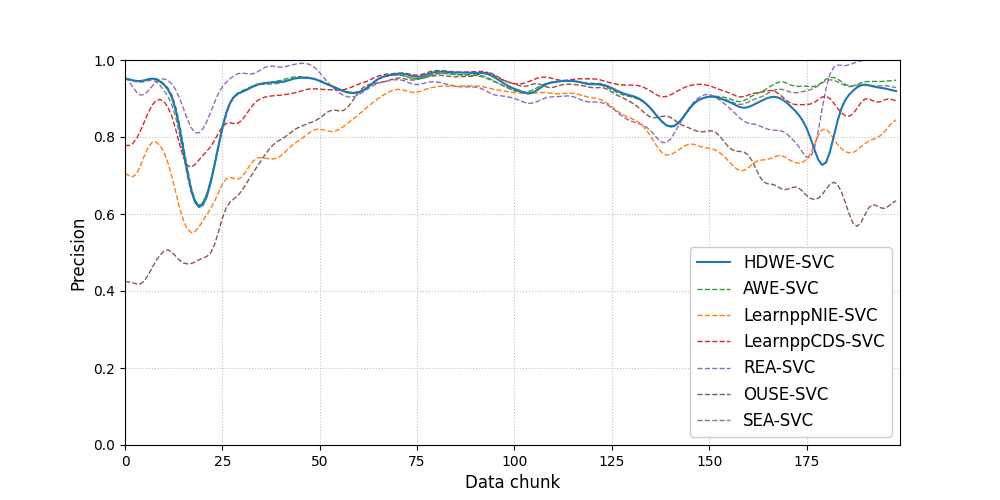 1.0
0.8
0.6
0.4
0.2
0.0
Precision
0
25
50
75
100
125
150
175
Data chunk
HDWE-SVC
AWE-SVC
LearnppNIE-SVC
LearnppCDS-SVC
REA-SVC
OUSE-SVC
SEA-SVC